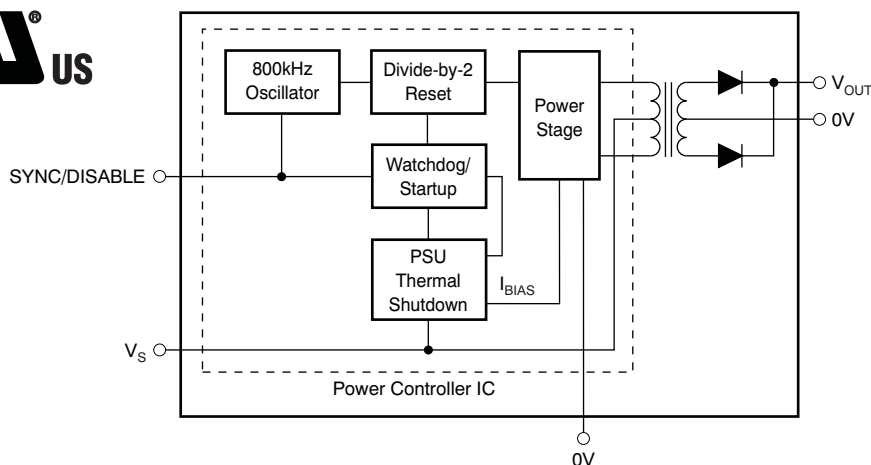 ®
US
800kHz
Oscillator
Divide-by-2
Reset
Power
Stage
V_OUT
0V
SYNC/DISABLE
Watchdog/
Startup
PSU
Thermal
Shutdown
I_BIAS
V_S
Power Controller IC
0V